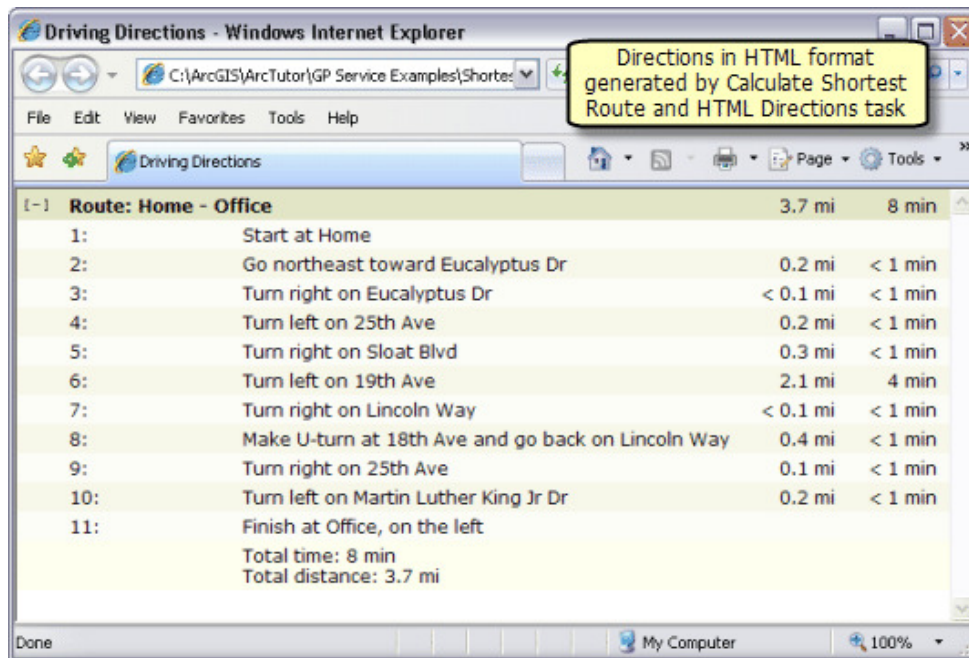 Driving Directions - Windows Internet Explorer
Directions in HTML format
generated by Calculate Shortest
Route and HTML Directions task
C:\ArcGIS\ArcTutor\GP Service Examples\Shortes
File Edit View Favorites Tools Help
Driving Directions
Page
Tools
»
[-] Route: Home - Office 3.7 mi 8 min
1: Start at Home
2: Go northeast toward Eucalyptus Dr 0.2 mi < 1 min
3: Turn right on Eucalyptus Dr < 0.1 mi < 1 min
4: Turn left on 25th Ave 0.2 mi < 1 min
5: Turn right on Sloat Blvd 0.3 mi < 1 min
6: Turn left on 19th Ave 2.1 mi 4 min
7: Turn right on Lincoln Way < 0.1 mi < 1 min
8: Make U-turn at 18th Ave and go back on Lincoln Way 0.4 mi < 1 min
9: Turn right on 25th Ave 0.1 mi < 1 min
10: Turn left on Martin Luther King Jr Dr 0.2 mi < 1 min
11: Finish at Office, on the left
Total time: 8 min
Total distance: 3.7 mi
Done My Computer 100%